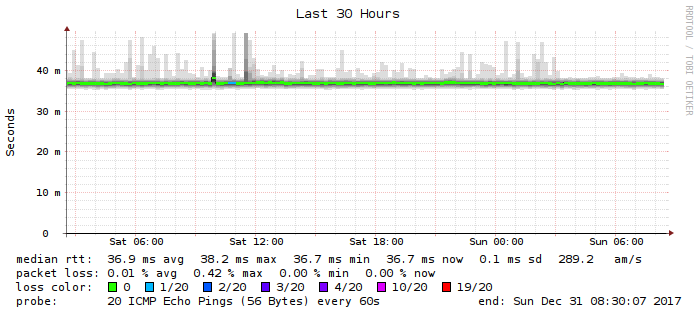 Last 30 Hours
RRDTOOL / TOBI OETIKER
Seconds
40 m
30 m
20 m
10 m
0
Sat 06:00 Sat 12:00 Sat 18:00 Sun 00:00 Sun 06:00
median rtt: 36.9 ms avg 38.2 ms max 36.7 ms min 36.7 ms now 0.1 ms sd 289.2 am/s
packet loss: 0.01 % avg 0.42 % max 0.00 % min 0.00 % now
loss color: 0 1/20 2/20 3/20 4/20 10/20 19/20
probe: 20 ICMP Echo Pings (56 Bytes) every 60s end: Sun Dec 31 08:30:07 2017